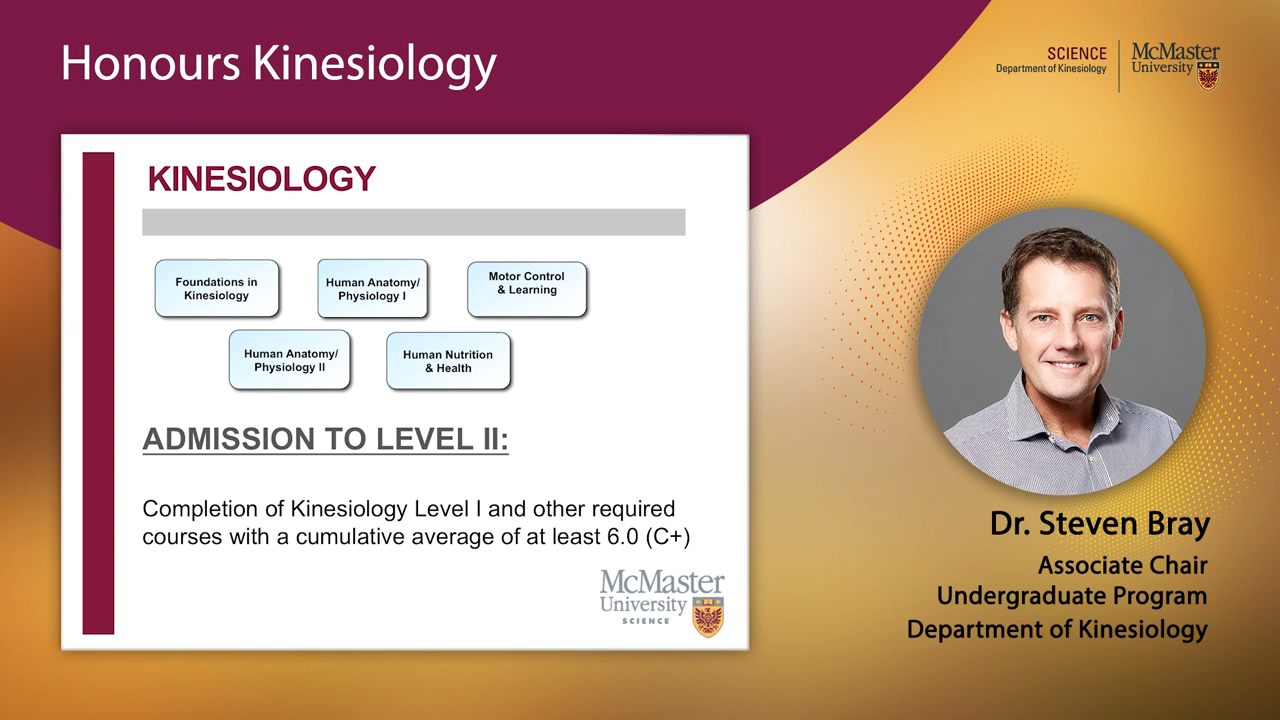 Honours Kinesiology
SCIENCE
Department of Kinesiology
McMaster
University
KINESIOLOGY
Foundations in
Kinesiology
Human Anatomy/
Physiology I
Motor Control
& Learning
Human Anatomy/
Physiology II
Human Nutrition
& Health
ADMISSION TO LEVEL II:
Completion of Kinesiology Level I and other required
courses with a cumulative average of at least 6.0 (C+)
McMaster
University
SCIENCE
Dr. Steven Bray
Associate Chair
Undergraduate Program
Department of Kinesiology